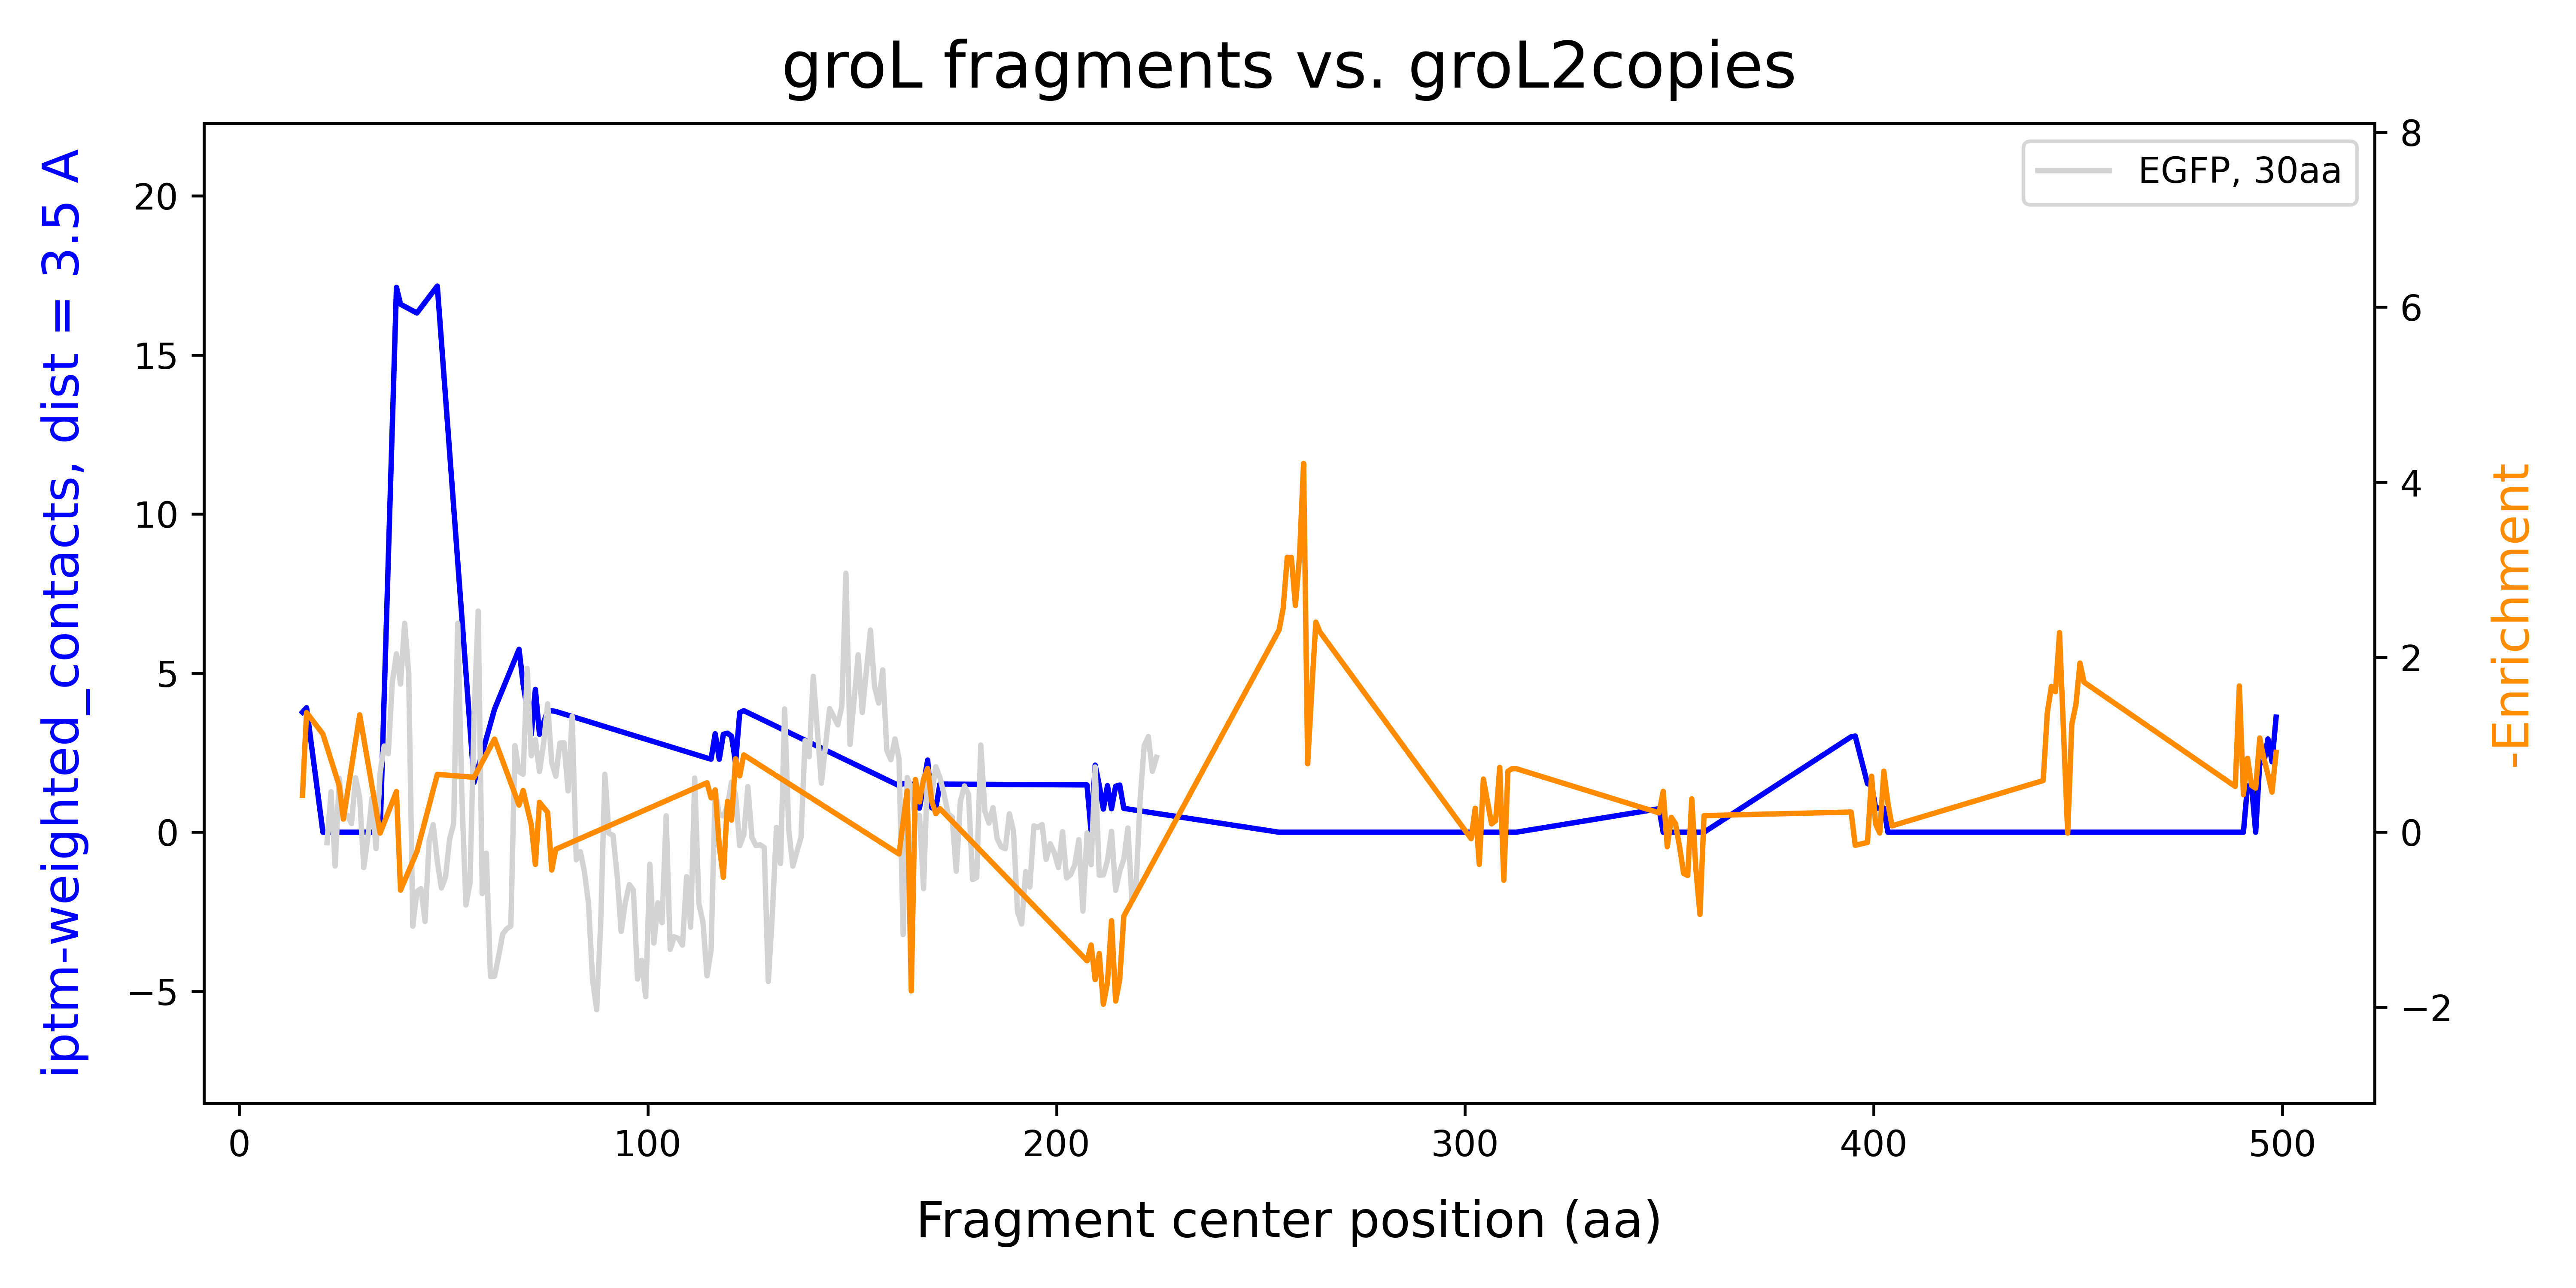 groL fragments vs. groL2copies
iptm-weighted_contacts, dist = 3.5 A
20
15
10
5
0
−5
EGFP, 30aa
8
6
4
2
0
−2
-Enrichment
0 100 200 300 400 500
Fragment center position (aa)